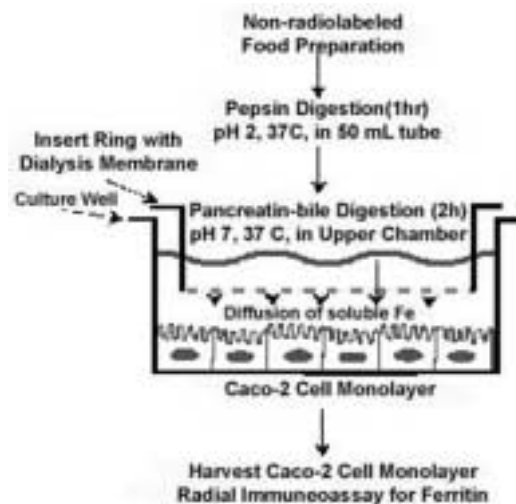 Non-radiolabeled
Food Preparation
Pepsin Digestion(1hr)
pH 2, 37C, in 50 mL tube
Insert Ring with
Dialysis Membrane
Culture Well
Pancreatin-bile Digestion (2h)
pH 7, 37 C, in Upper Chamber
Diffusion of soluble Fe
Caco-2 Cell Monolayer
Harvest Caco-2 Cell Monolayer
Radial Immuneoassay for Ferritin